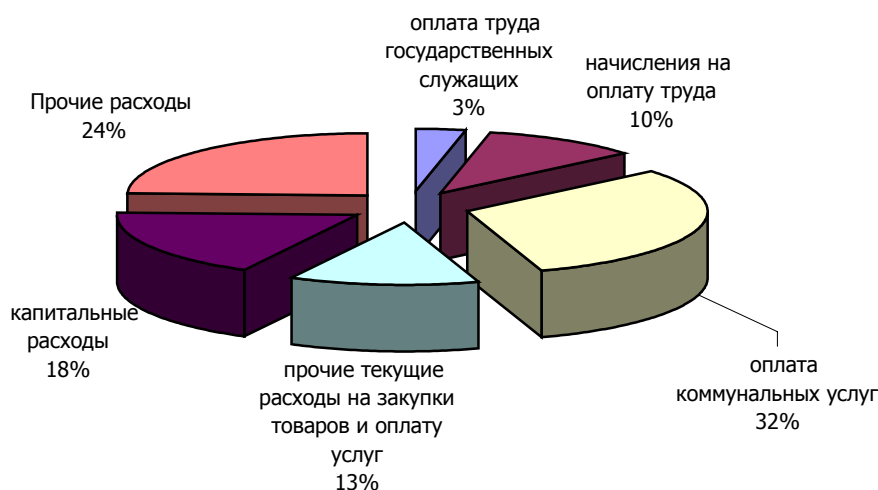 оплата труда
государственных
служащих
3%
начисления на
оплату труда
10%
Прочие расходы
24%
капитальные
расходы
18%
прочие текущие
расходы на закупки
товаров и оплату
услуг
13%
оплата
коммунальных услуг
32%